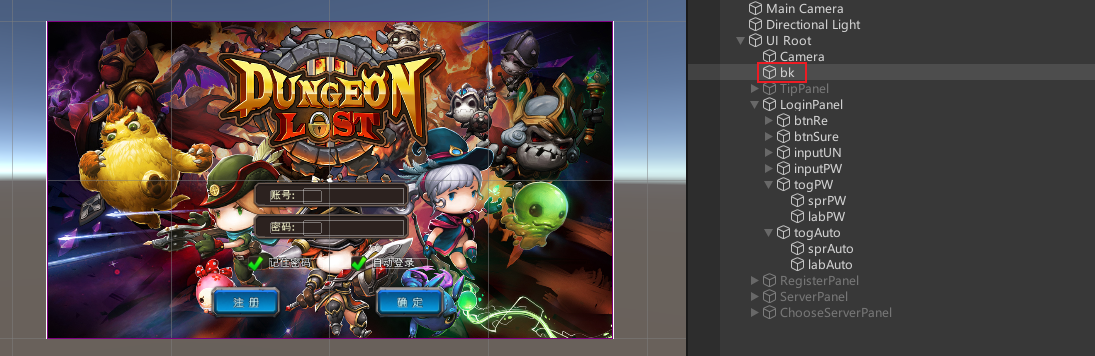 DUNGEON
LOST
账号:
密码:
记住密码 自动登录
注 册 确 定
Main Camera
Directional Light
UI Root
Camera
bk
TipPanel
LoginPanel
btnRe
btnSure
inputUN
inputPW
togPW
sprPW
labPW
togAuto
sprAuto
labAuto
RegisterPanel
ServerPanel
ChooseServerPanel